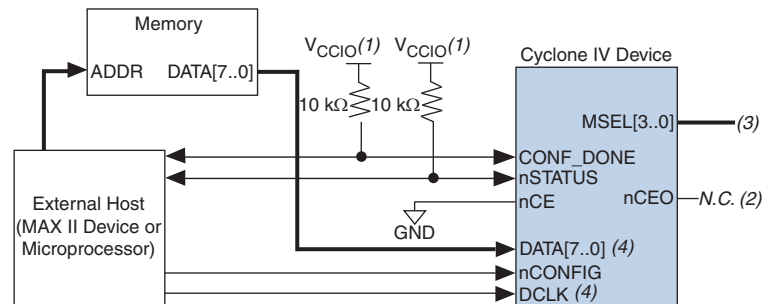 Memory
ADDR DATA[7..0]
VCCIO(1) VCCIO(1)
10 kΩ 10 kΩ
Cyclone IV Device
MSEL[3..0] (3)
CONF_DONE
nSTATUS
nCE nCEO N.C. (2)
GND
External Host
(MAX II Device or
Microprocessor)
DATA[7..0] (4)
nCONFIG
DCLK (4)